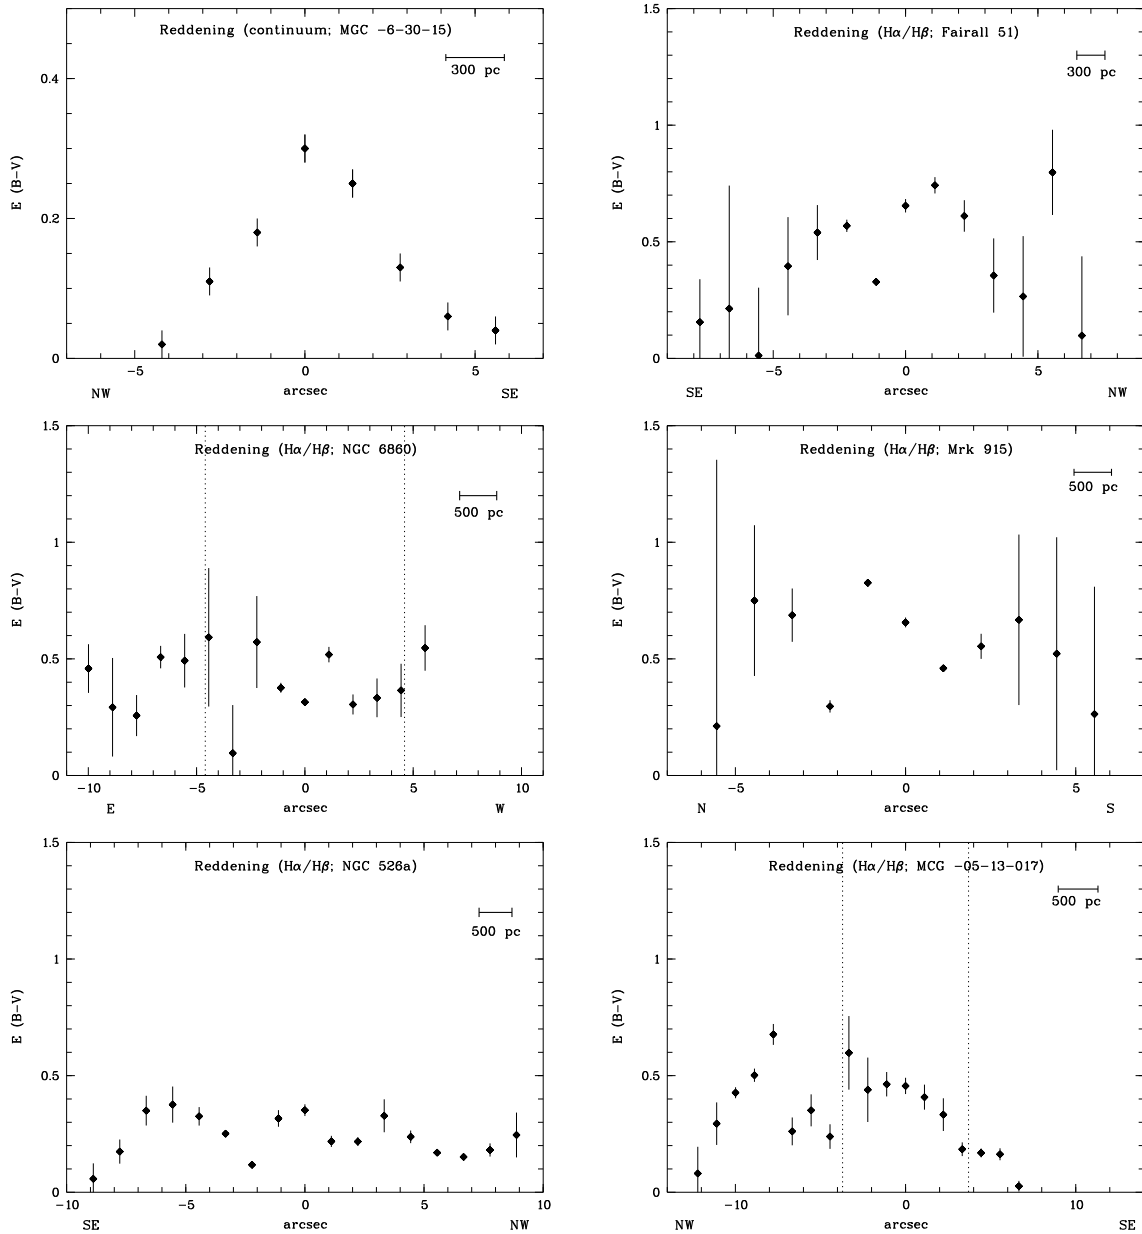 Reddening (continuum; MGC -6-30-15)
300 pc
0.4
0.2
0
E (B-V)
-5 0 5
NW arcsec SE
Reddening (Hα/Hβ; Fairall 51)
300 pc
1.5
1
0.5
0
E (B-V)
-5 0 5
SE arcsec NW
Reddening (Hα/Hβ; NGC 6860)
500 pc
1.5
1
0.5
0
E (B-V)
-10 -5 0 5 10
E arcsec W
Reddening (Hα/Hβ; Mrk 915)
500 pc
1.5
1
0.5
0
E (B-V)
-5 0 5
N arcsec S
Reddening (Hα/Hβ; NGC 526a)
500 pc
1.5
1
0.5
0
E (B-V)
-10 -5 0 5 10
SE arcsec NW
Reddening (Hα/Hβ; MCG -05-13-017)
500 pc
1.5
1
0.5
0
E (B-V)
-10 0 10
NW arcsec SE